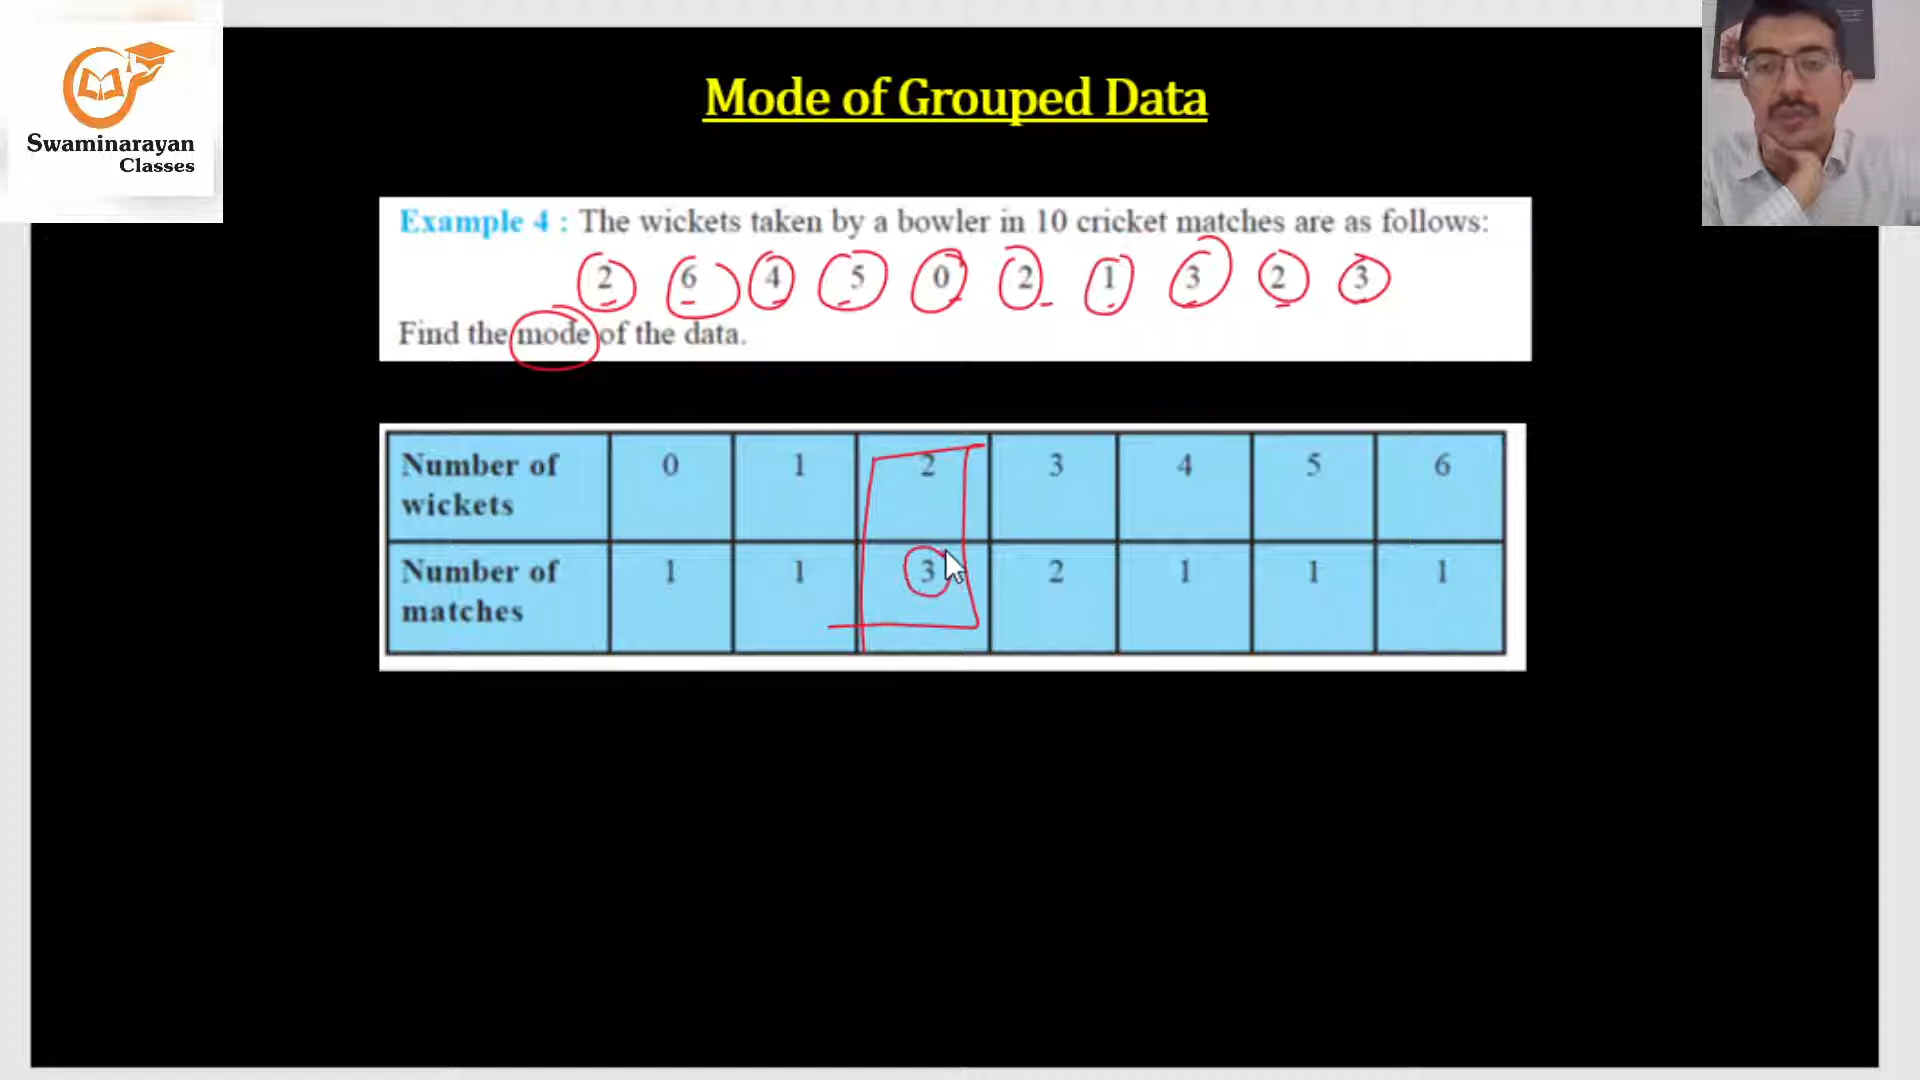 Swaminarayan
Classes
Mode of Grouped Data
Example 4 : The wickets taken by a bowler in 10 cricket matches are as follows:
2 6 4 5 0 2 1 3 2 3
Find the mode of the data.
Number of wickets 0 1 2 3 4 5 6
Number of matches 1 1 3 2 1 1 1